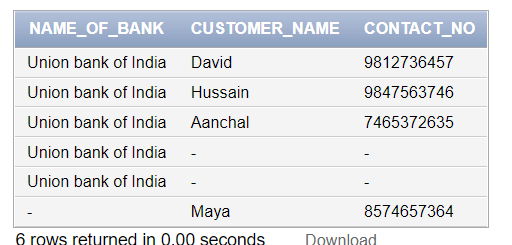 NAME_OF_BANK CUSTOMER_NAME CONTACT_NO
Union bank of India David 9812736457
Union bank of India Hussain 9847563746
Union bank of India Aanchal 7465372635
Union bank of India - -
Union bank of India - -
- Maya 8574657364
6 rows returned in 0.00 seconds Download